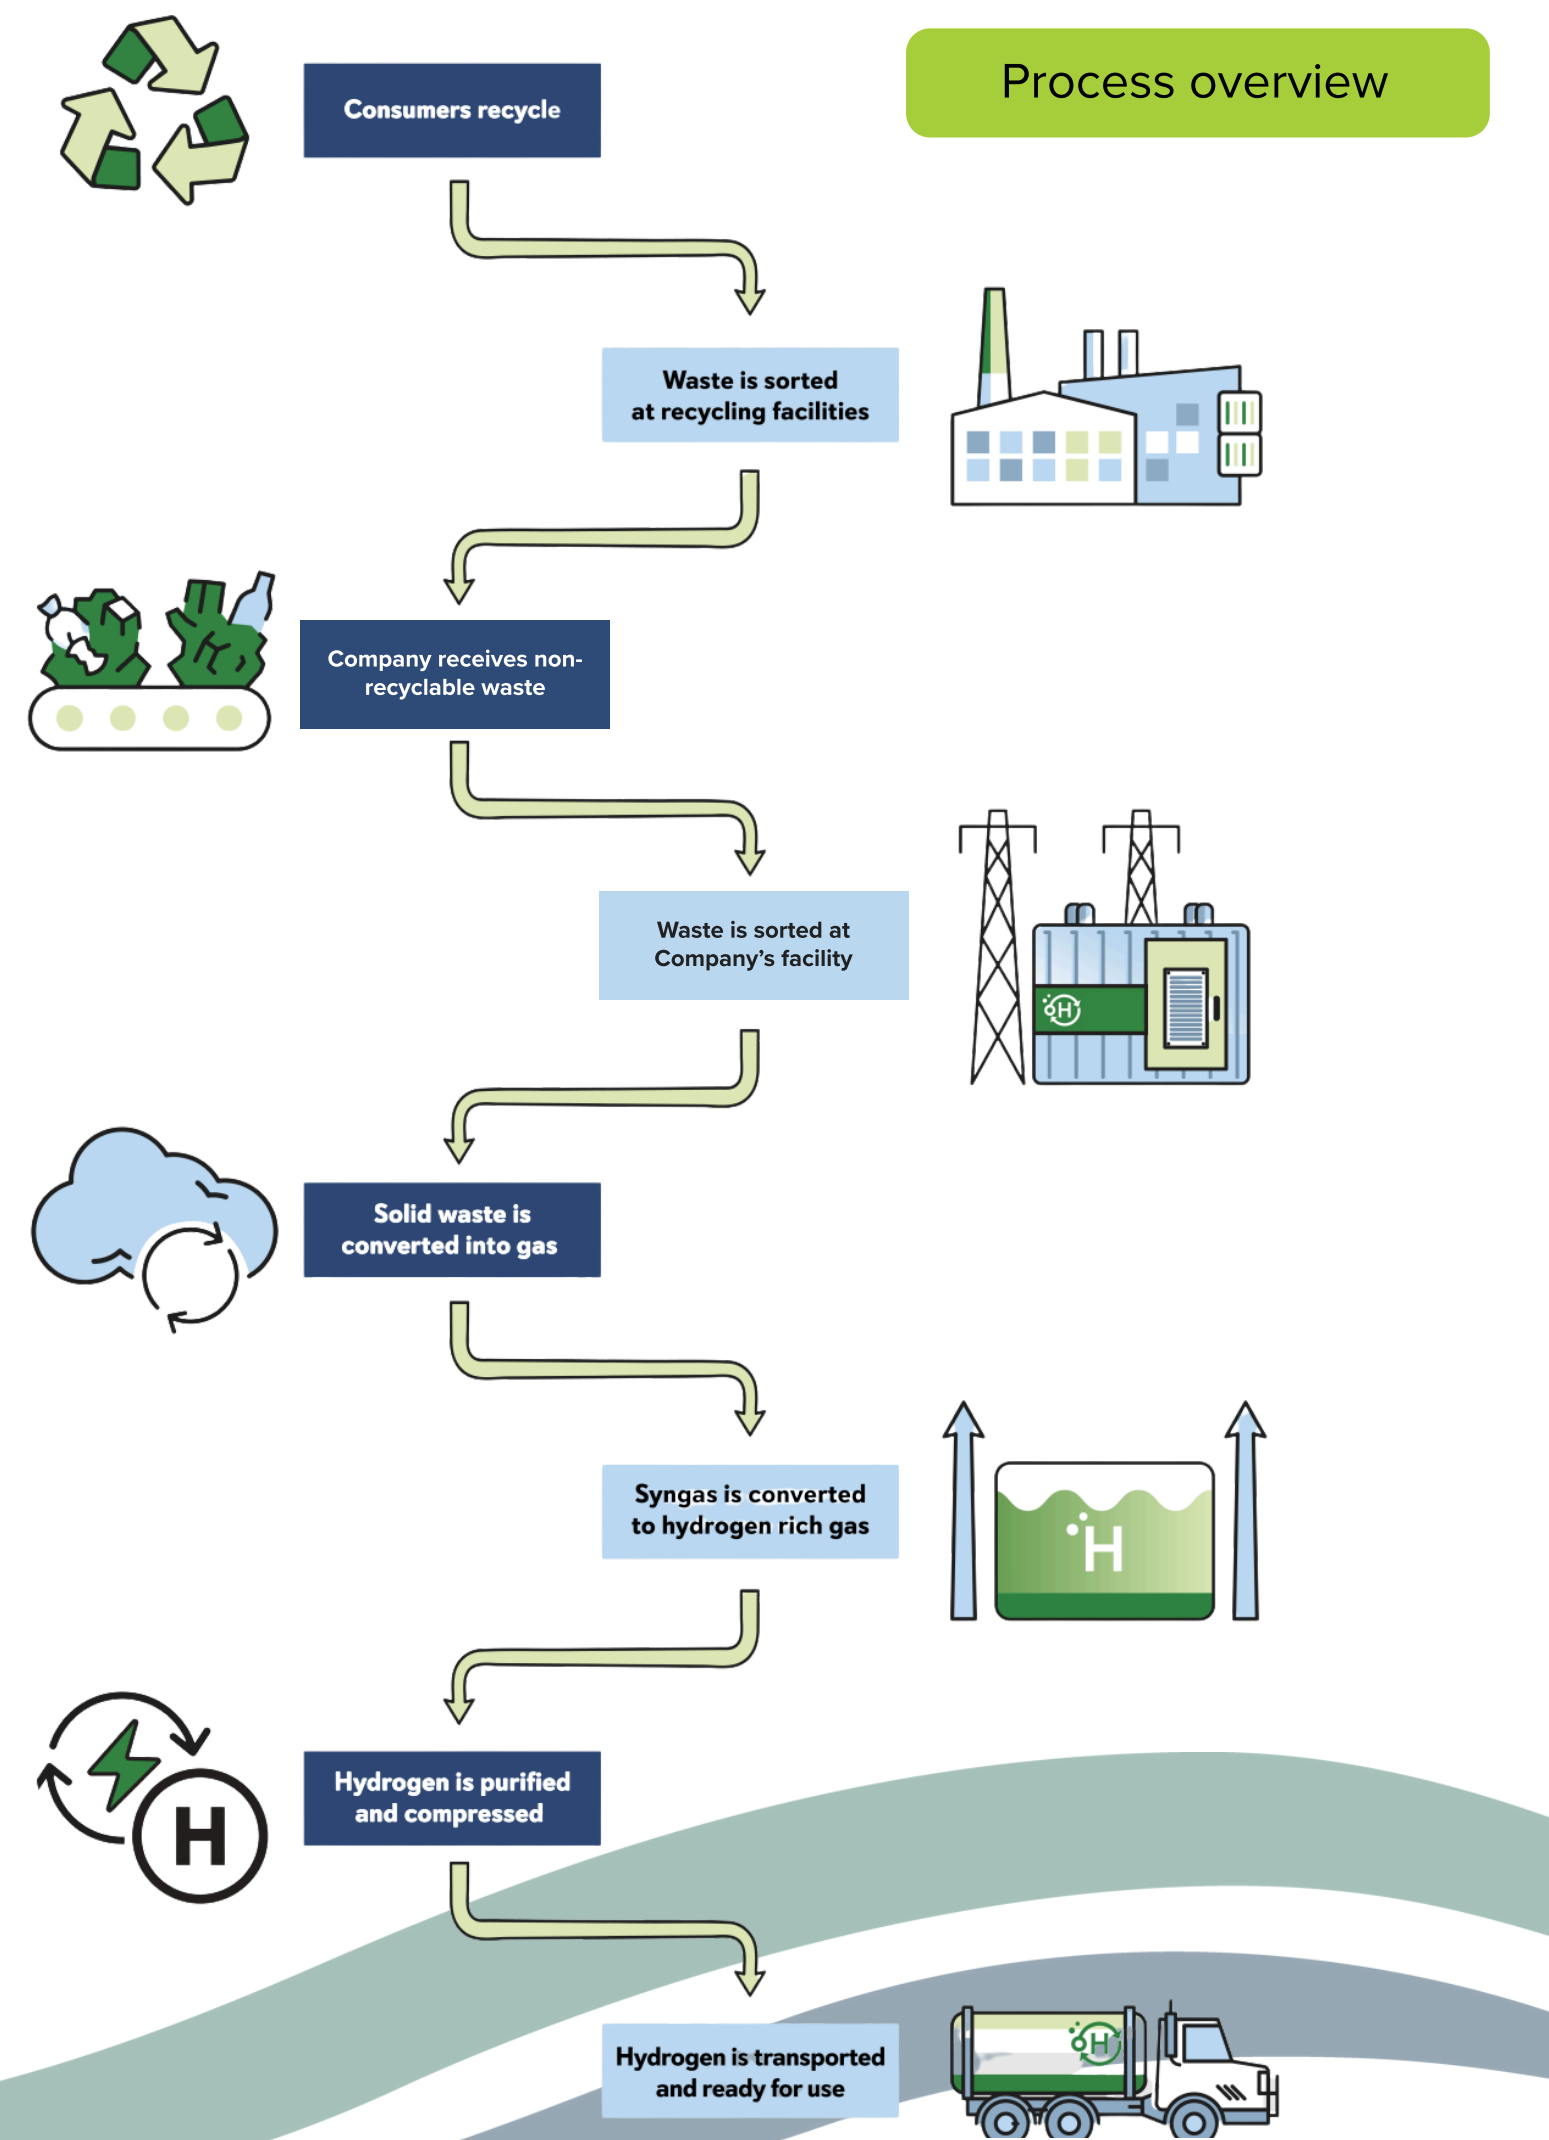 Process overview
Consumers recycle
Waste is sorted
at recycling facilities
Company receives non-
recyclable waste
Waste is sorted at
Company’s facility
H
Solid waste is
converted into gas
Syngas is converted
to hydrogen rich gas
H
Hydrogen is purified
and compressed
H
Hydrogen is transported
and ready for use
H